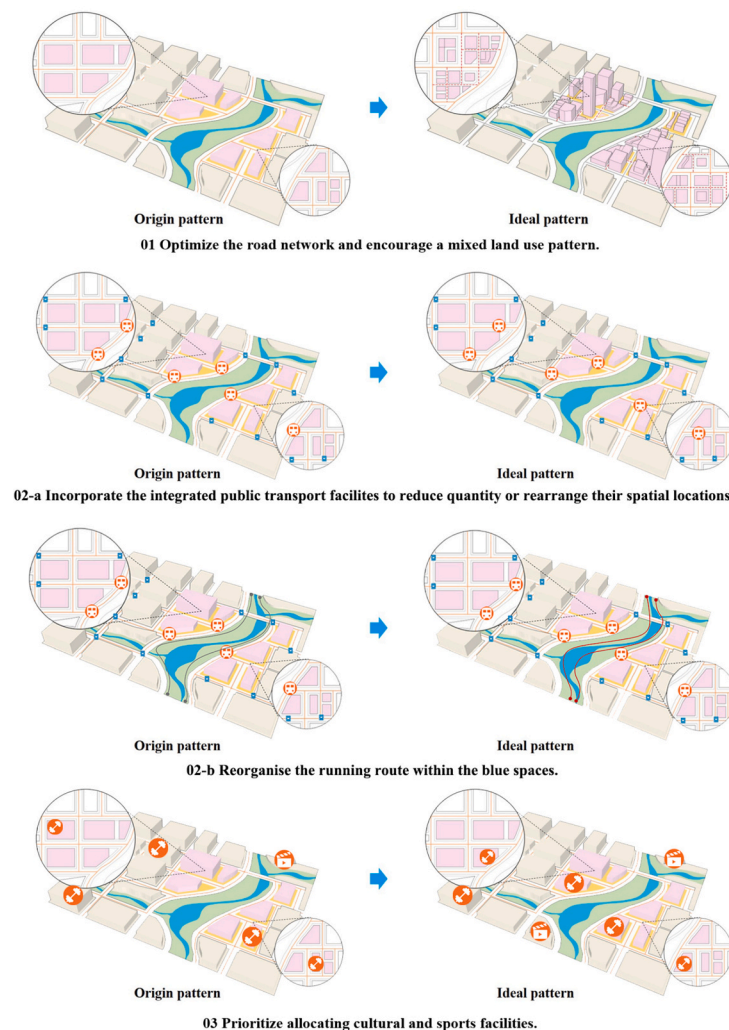 Origin pattern
Ideal pattern
01 Optimize the road network and encourage a mixed land use pattern.
Origin pattern
Ideal pattern
02-a Incorporate the integrated public transport facilites to reduce quantity or rearrange their spatial locations
Origin pattern
Ideal pattern
02-b Reorganise the running route within the blue spaces.
Origin pattern
Ideal pattern
03 Prioritize allocating cultural and sports facilities.